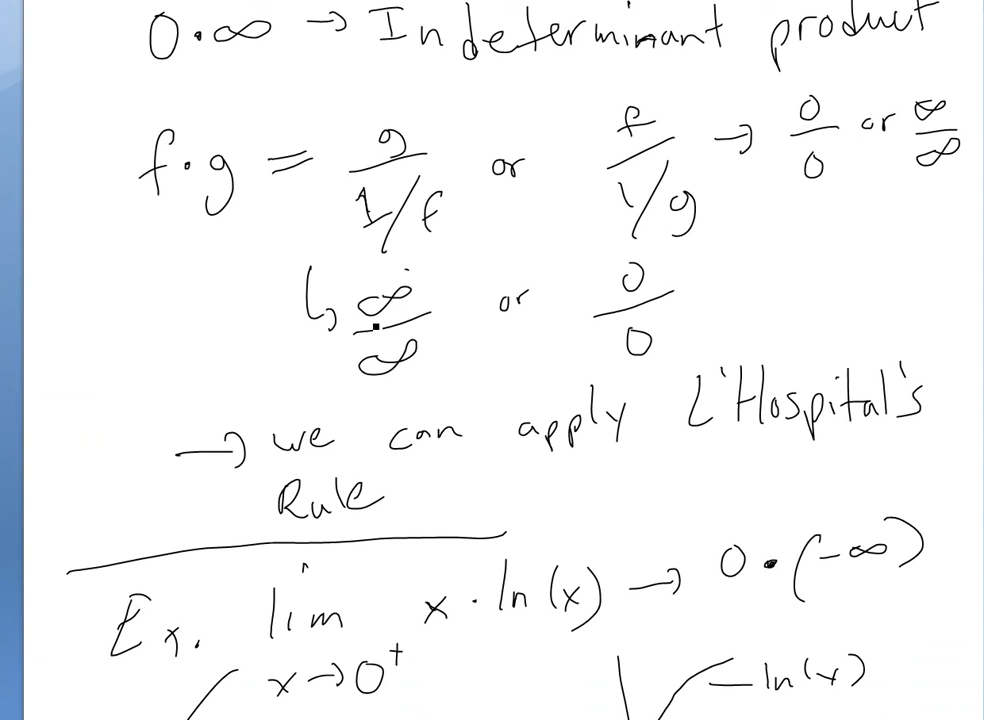 0·∞ → Indeterminant product
f·g = g/(1/f) or f/(1/g) → 0/0 or ∞/∞
↳ ∞/∞ or 0/0
→ we can apply L'Hospital's
Rule
Ex. lim x·ln(x) → 0·(-∞)
x→0⁺ ln(x)